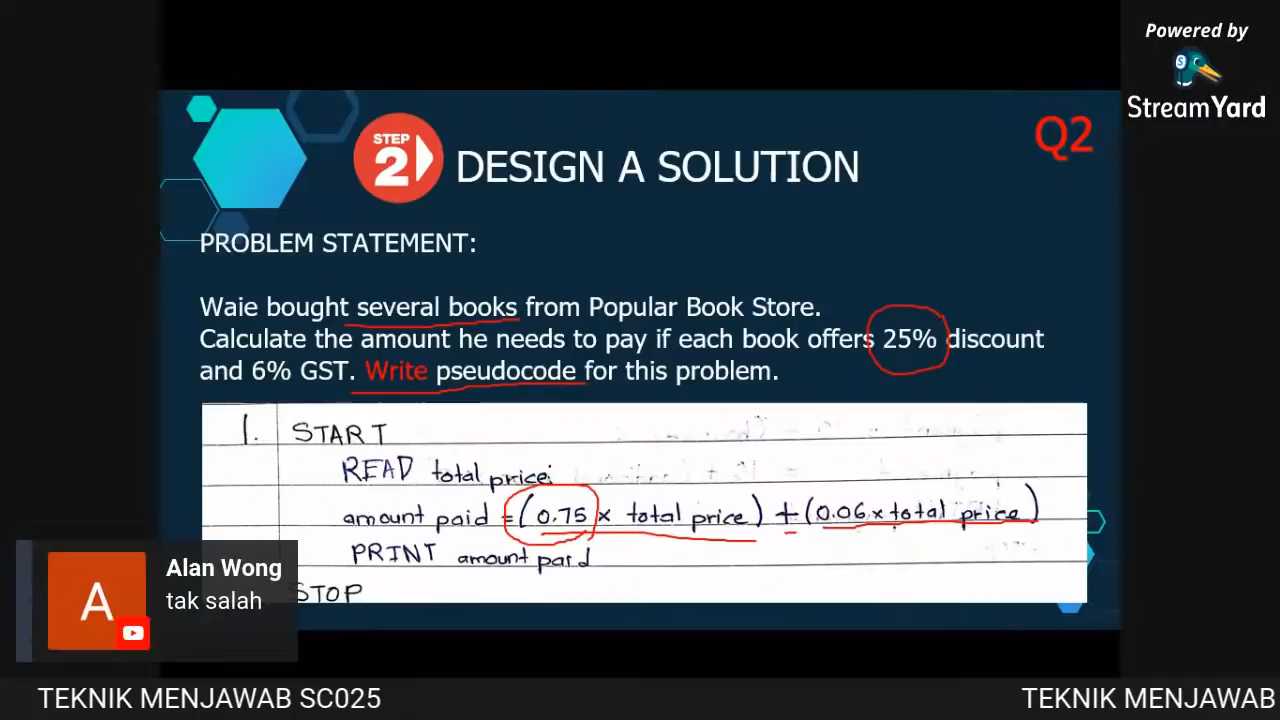 Powered by
StreamYard
Q2
STEP
2
DESIGN A SOLUTION
PROBLEM STATEMENT:
Waie bought several books from Popular Book Store.
Calculate the amount he needs to pay if each book offers 25% discount
and 6% GST. Write pseudocode for this problem.
1. START
READ total price;
amount paid = (0.75 × total price) + (0.06 × total price)
PRINT amount paid
STOP
A
Alan Wong
tak salah
TEKNIK MENJAWAB SC025
TEKNIK MENJAWAB